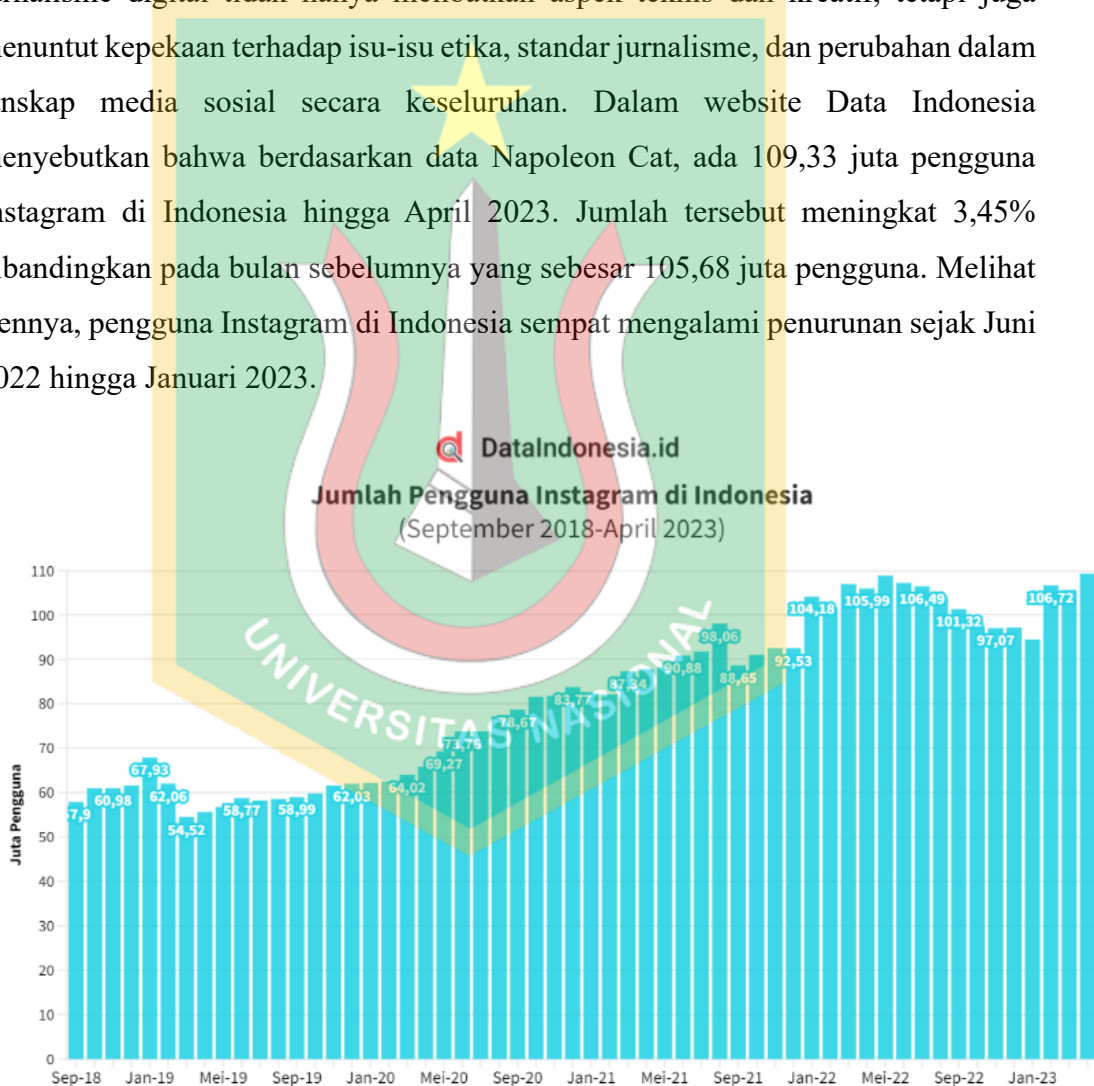 digital tidak hanya melibatkan aspek teknis dan kreatif, tetapi juga
menuntut kepekaan terhadap isu-isu etika, standar jurnalisme, dan perubahan dalam
media sosial secara keseluruhan. Dalam website Data Indonesia
menyebutkan bahwa berdasarkan data Napoleon Cat, ada 109,33 juta pengguna
Instagram di Indonesia hingga April 2023. Jumlah tersebut meningkat 3,45%
dibandingkan pada bulan sebelumnya yang sebesar 105,68 juta pengguna. Melihat
trennya, pengguna Instagram di Indonesia sempat mengalami penurunan sejak Juni
2022 hingga Januari 2023.
DataIndonesia.id
Jumlah Pengguna Instagram di Indonesia
(September 2018-April 2023)
UNIVERSITAS NASIONAL
Juta Pengguna
110
100
90
80
70
60
50
40
30
20
10
0
7,9
60,98
67,93
62,06
54,52
58,77
58,99
62,03
64,02
69,27
73,76
78,67
83,77
87,34
90,88
98,06
88,65
92,53
104,18
105,99
106,49
101,32
97,07
106,72
Sep-18 Jan-19 Mei-19 Sep-19 Jan-20 Mei-20 Sep-20 Jan-21 Mei-21 Sep-21 Jan-22 Mei-22 Sep-22 Jan-23